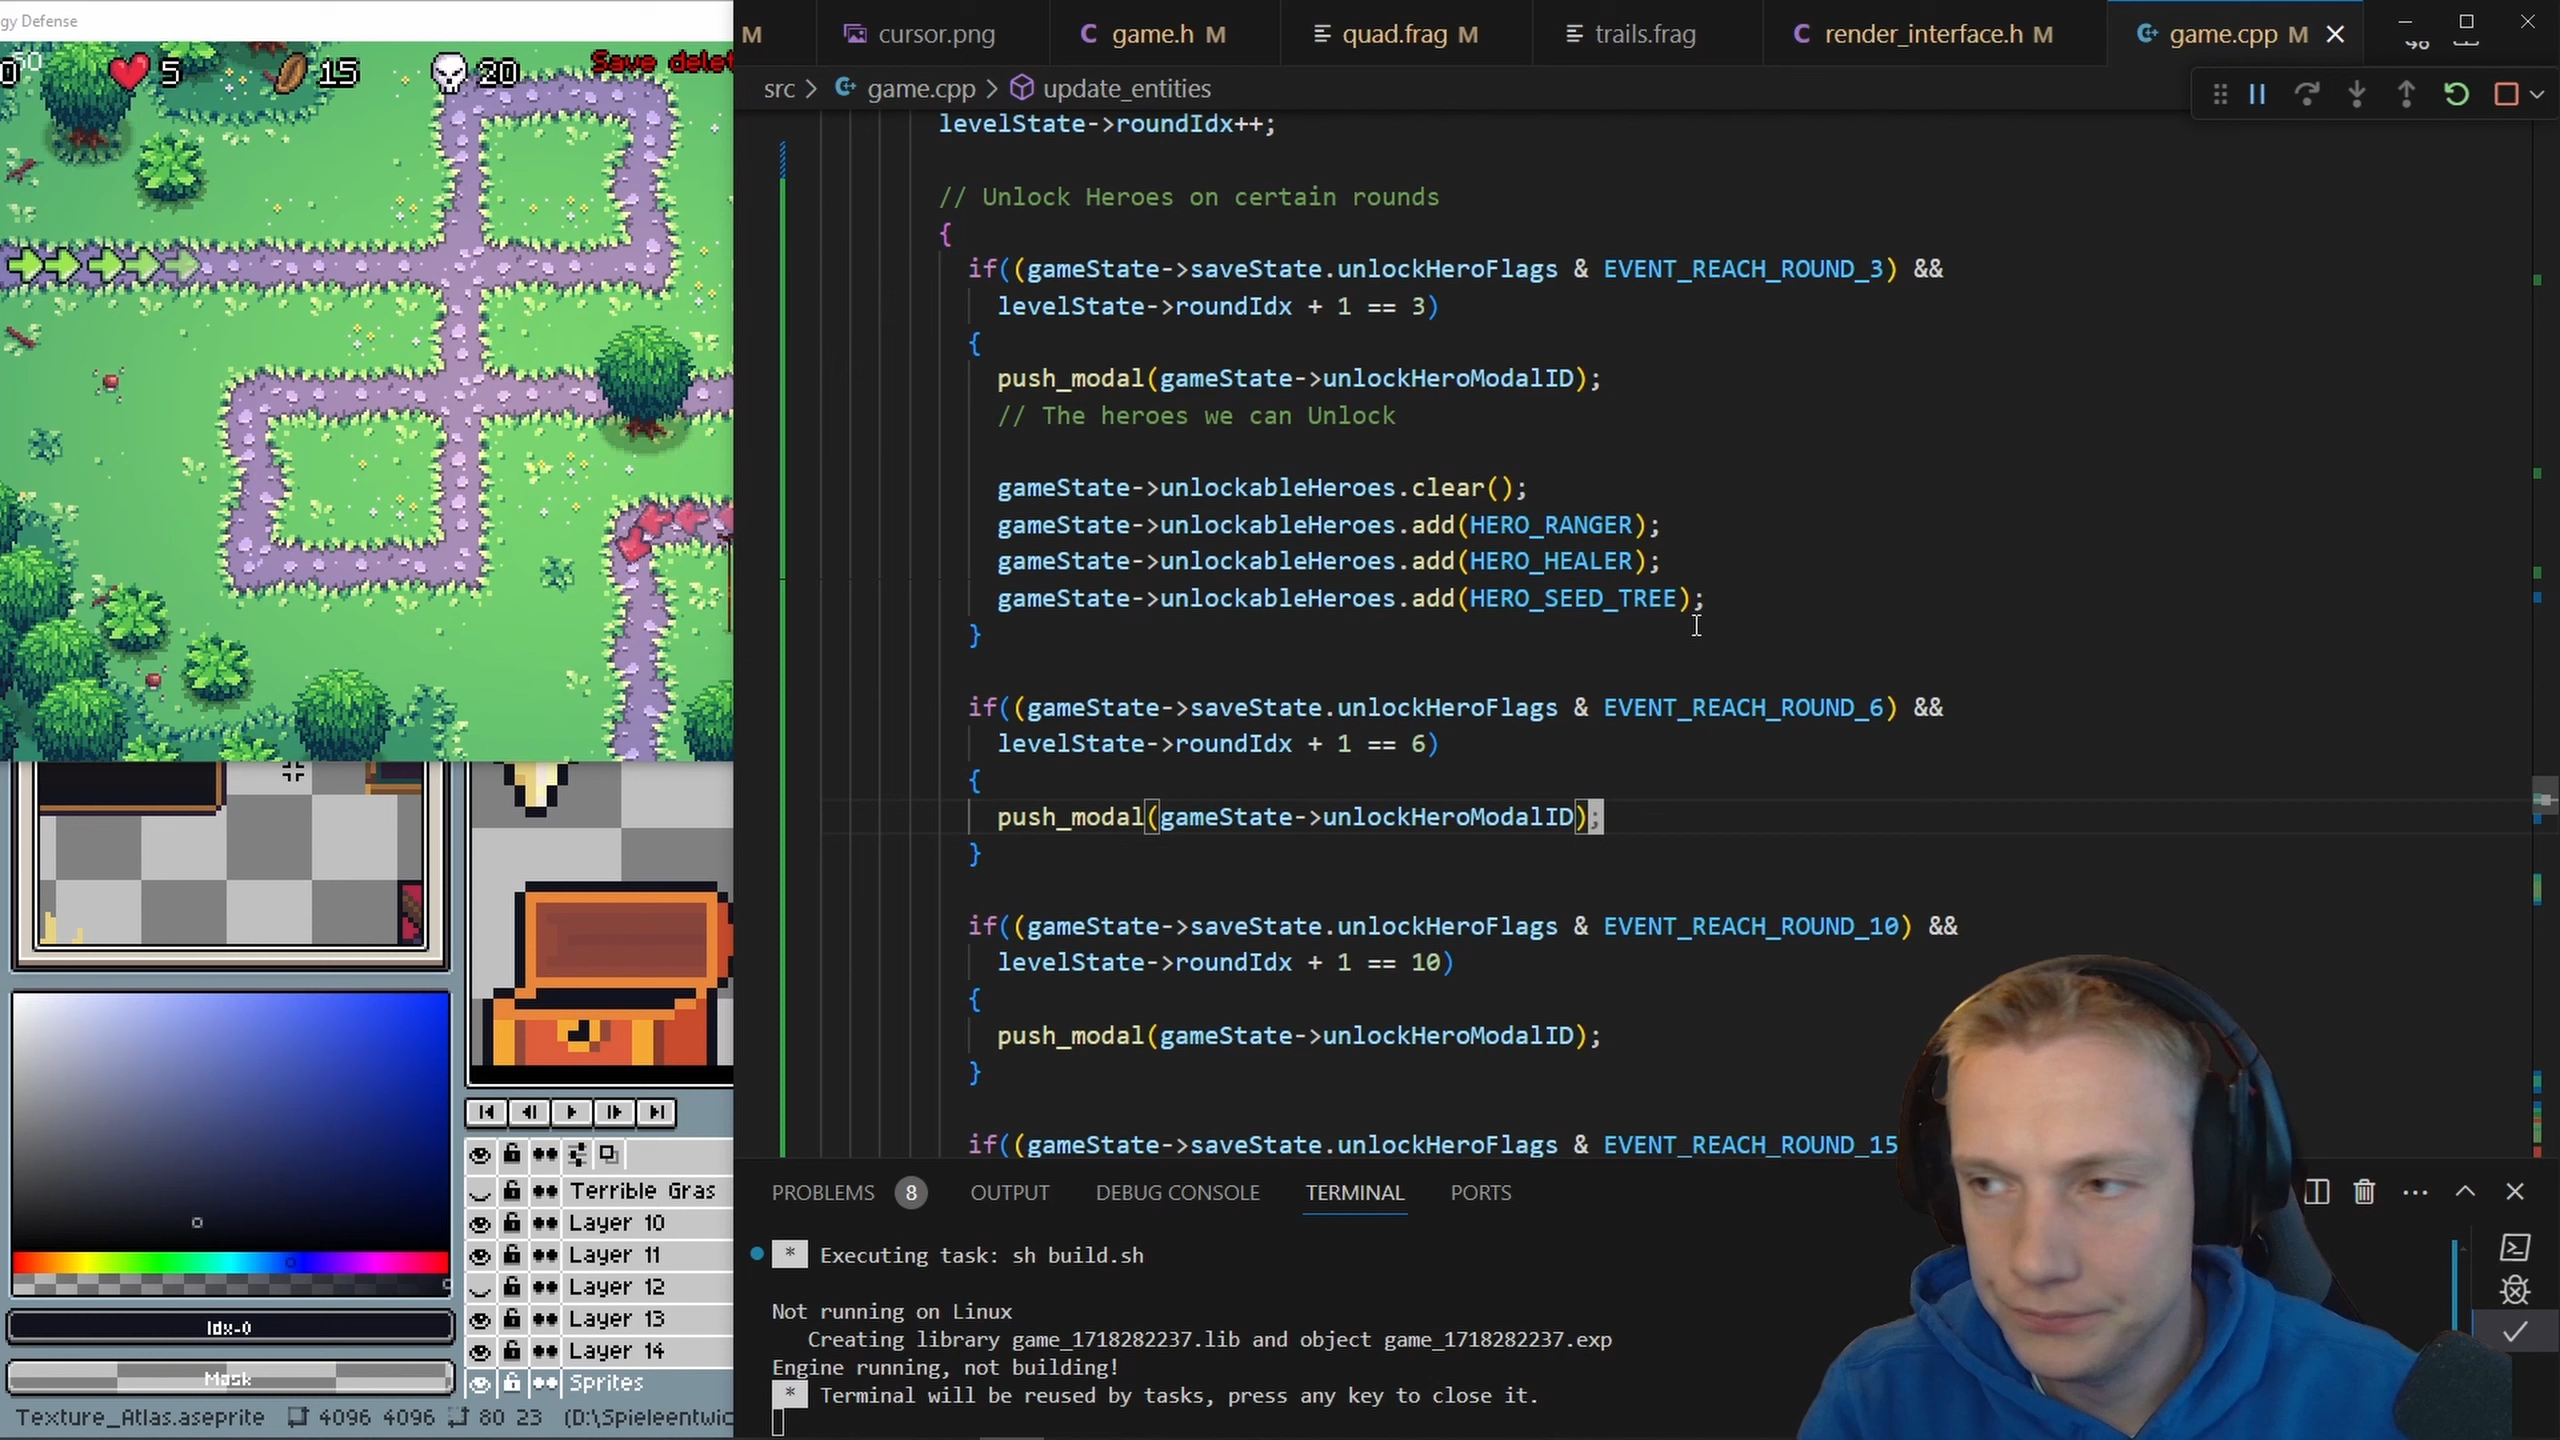 gy Defense
5
15
20
Save delet
M
cursor.png
C game.h M
quad.frag M
trails.frag
C render_interface.h M
game.cpp M
src > game.cpp > update_entities
levelState->roundIdx++;
// Unlock Heroes on certain rounds
{
if((gameState->saveState.unlockHeroFlags & EVENT_REACH_ROUND_3) &&
levelState->roundIdx + 1 == 3)
{
push_modal(gameState->unlockHeroModalID);
// The heroes we can Unlock
gameState->unlockableHeroes.clear();
gameState->unlockableHeroes.add(HERO_RANGER);
gameState->unlockableHeroes.add(HERO_HEALER);
gameState->unlockableHeroes.add(HERO_SEED_TREE);
}
if((gameState->saveState.unlockHeroFlags & EVENT_REACH_ROUND_6) &&
levelState->roundIdx + 1 == 6)
{
push_modal(gameState->unlockHeroModalID);
}
if((gameState->saveState.unlockHeroFlags & EVENT_REACH_ROUND_10) &&
levelState->roundIdx + 1 == 10)
{
push_modal(gameState->unlockHeroModalID);
}
if((gameState->saveState.unlockHeroFlags & EVENT_REACH_ROUND_15
PROBLEMS 8 OUTPUT DEBUG CONSOLE TERMINAL PORTS
* Executing task: sh build.sh
Not running on Linux
Creating library game_1718282237.lib and object game_1718282237.exp
Engine running, not building!
* Terminal will be reused by tasks, press any key to close it.
Terrible Gras
Layer 10
Layer 11
Layer 12
Layer 13
Layer 14
Sprites
Idx-0
Mask
Texture_Atlas.aseprite 4096 4096 80 23 (D:\Spieleentwic